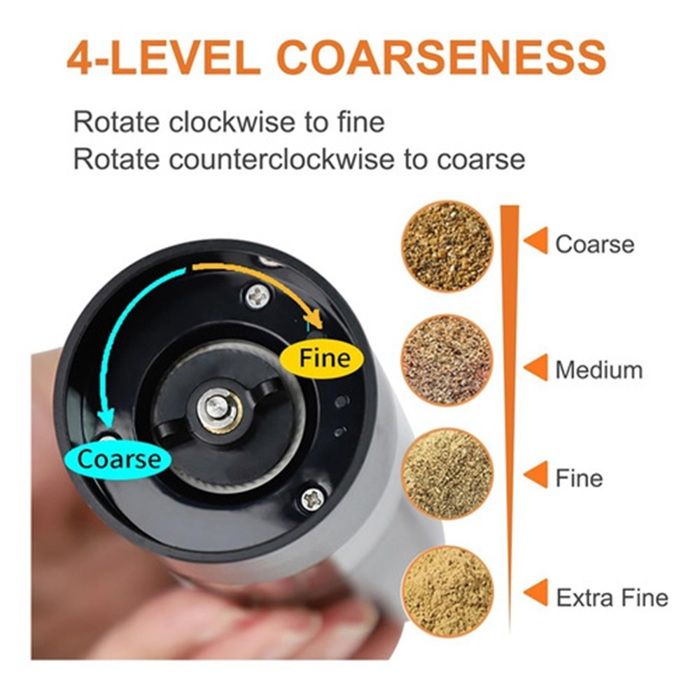 4-LEVEL COARSENESS
Rotate clockwise to fine
Rotate counterclockwise to coarse
Coarse
Fine
Medium
Coarse
Fine
Extra Fine